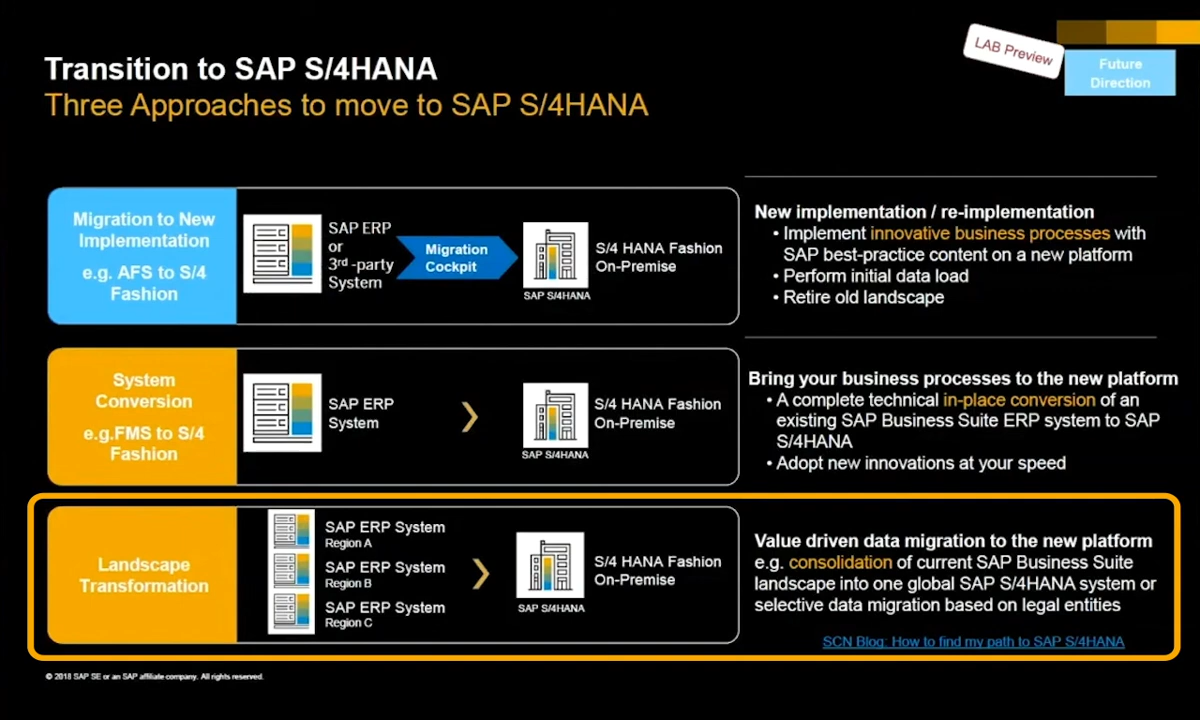 LAB Preview
Future
Direction
Transition to SAP S/4HANA
Three Approaches to move to SAP S/4HANA
Migration to New
Implementation
e.g. AFS to S/4
Fashion
SAP ERP
or
3rd -party
System
Migration
Cockpit
SAP S/4HANA
S/4 HANA Fashion
On-Premise
New implementation / re-implementation
• Implement innovative business processes with
SAP best-practice content on a new platform
• Perform initial data load
• Retire old landscape
System
Conversion
e.g.FMS to S/4
Fashion
SAP ERP
System
SAP S/4HANA
S/4 HANA Fashion
On-Premise
Bring your business processes to the new platform
• A complete technical in-place conversion of an
existing SAP Business Suite ERP system to SAP
S/4HANA
• Adopt new innovations at your speed
Landscape
Transformation
SAP ERP System
Region A
SAP ERP System
Region B
SAP ERP System
Region C
SAP S/4HANA
S/4 HANA Fashion
On-Premise
Value driven data migration to the new platform
e.g. consolidation of current SAP Business Suite
landscape into one global SAP S/4HANA system or
selective data migration based on legal entities
SCN Blog: How to find my path to SAP S/4HANA
© 2018 SAP SE or an SAP affiliate company. All rights reserved.